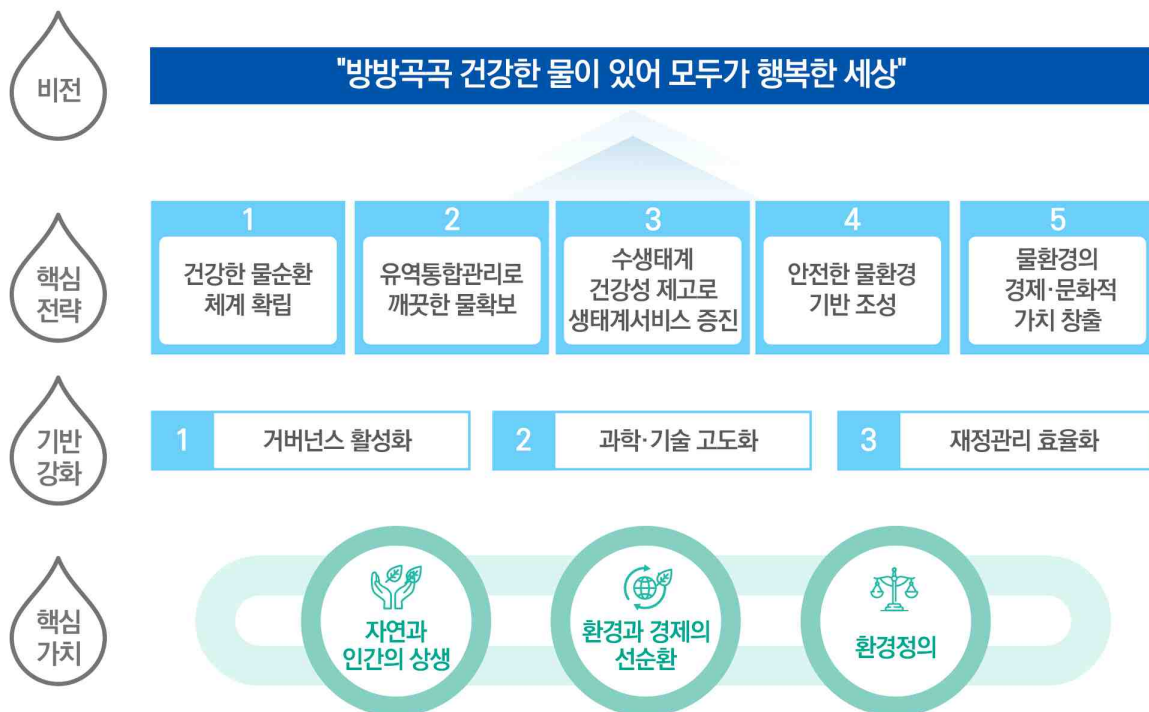 비전
"방방곡곡 건강한 물이 있어 모두가 행복한 세상"
핵심
전략
1
건강한 물순환
체계 확립
2
유역통합관리로
깨끗한 물확보
3
수생태계
건강성 제고로
생태계서비스 증진
4
안전한 물환경
기반 조성
5
물환경의
경제·문화적
가치 창출
기반
강화
1 거버넌스 활성화
2 과학·기술 고도화
3 재정관리 효율화
핵심
가치
자연과
인간의 상생
환경과 경제의
선순환
환경정의